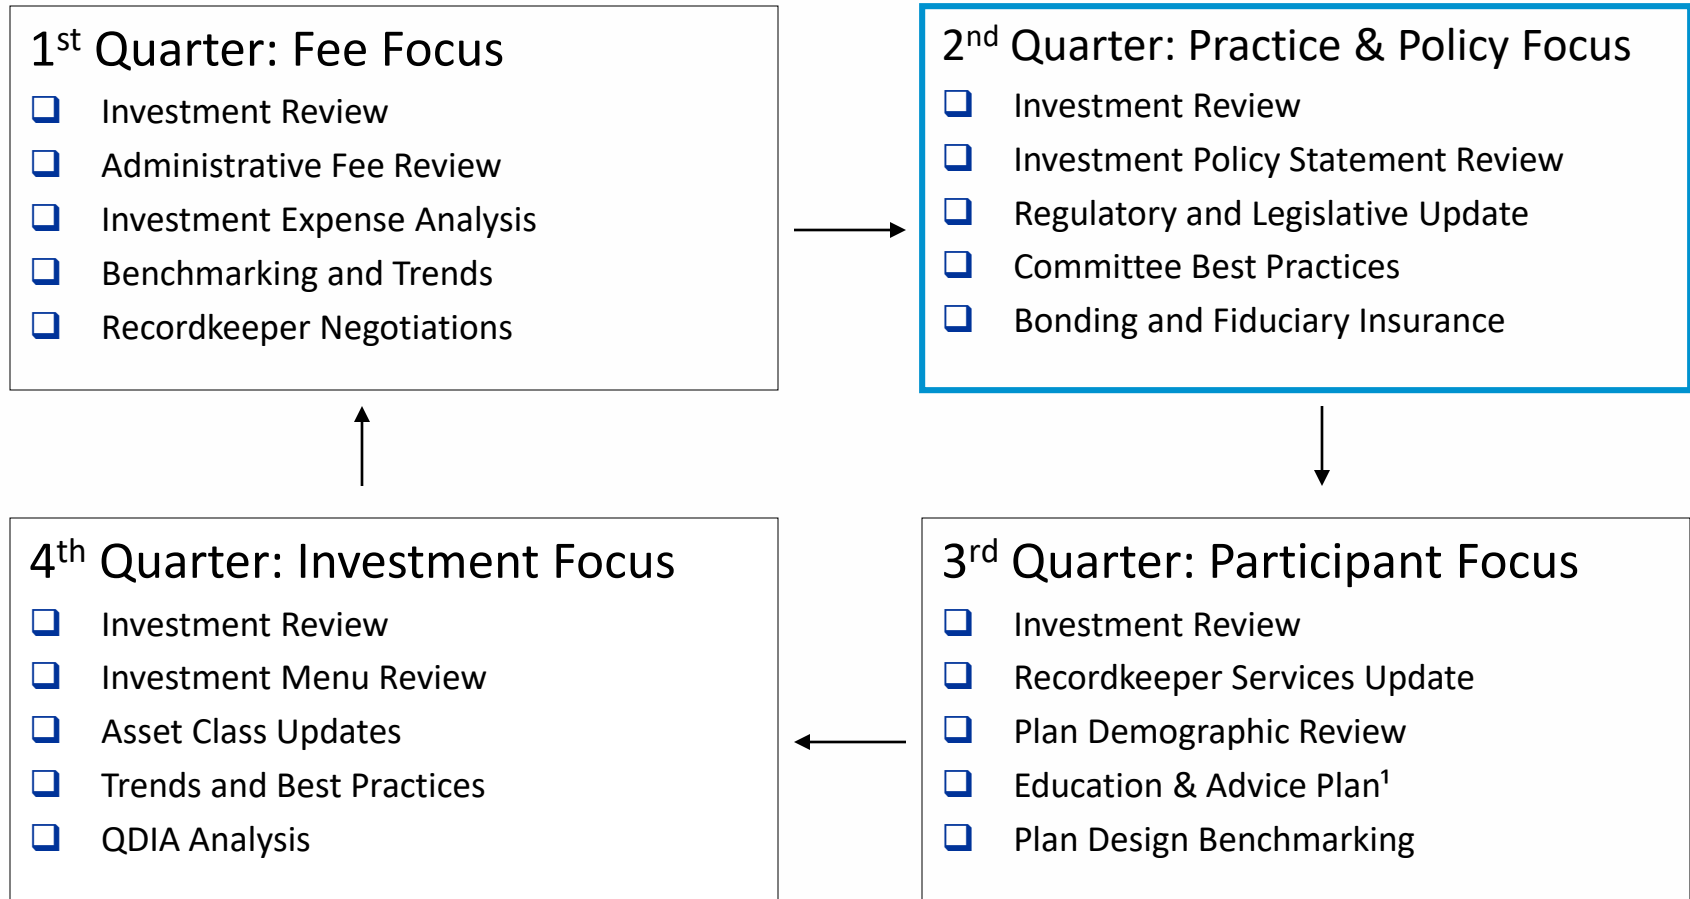 1st Quarter: Fee Focus
Investment Review
Administrative Fee Review
Investment Expense Analysis
Benchmarking and Trends
Recordkeeper Negotiations
2nd Quarter: Practice & Policy Focus
Investment Review
Investment Policy Statement Review
Regulatory and Legislative Update
Committee Best Practices
Bonding and Fiduciary Insurance
3rd Quarter: Participant Focus
Investment Review
Recordkeeper Services Update
Plan Demographic Review
Education & Advice Plan¹
Plan Design Benchmarking
4th Quarter: Investment Focus
Investment Review
Investment Menu Review
Asset Class Updates
Trends and Best Practices
QDIA Analysis